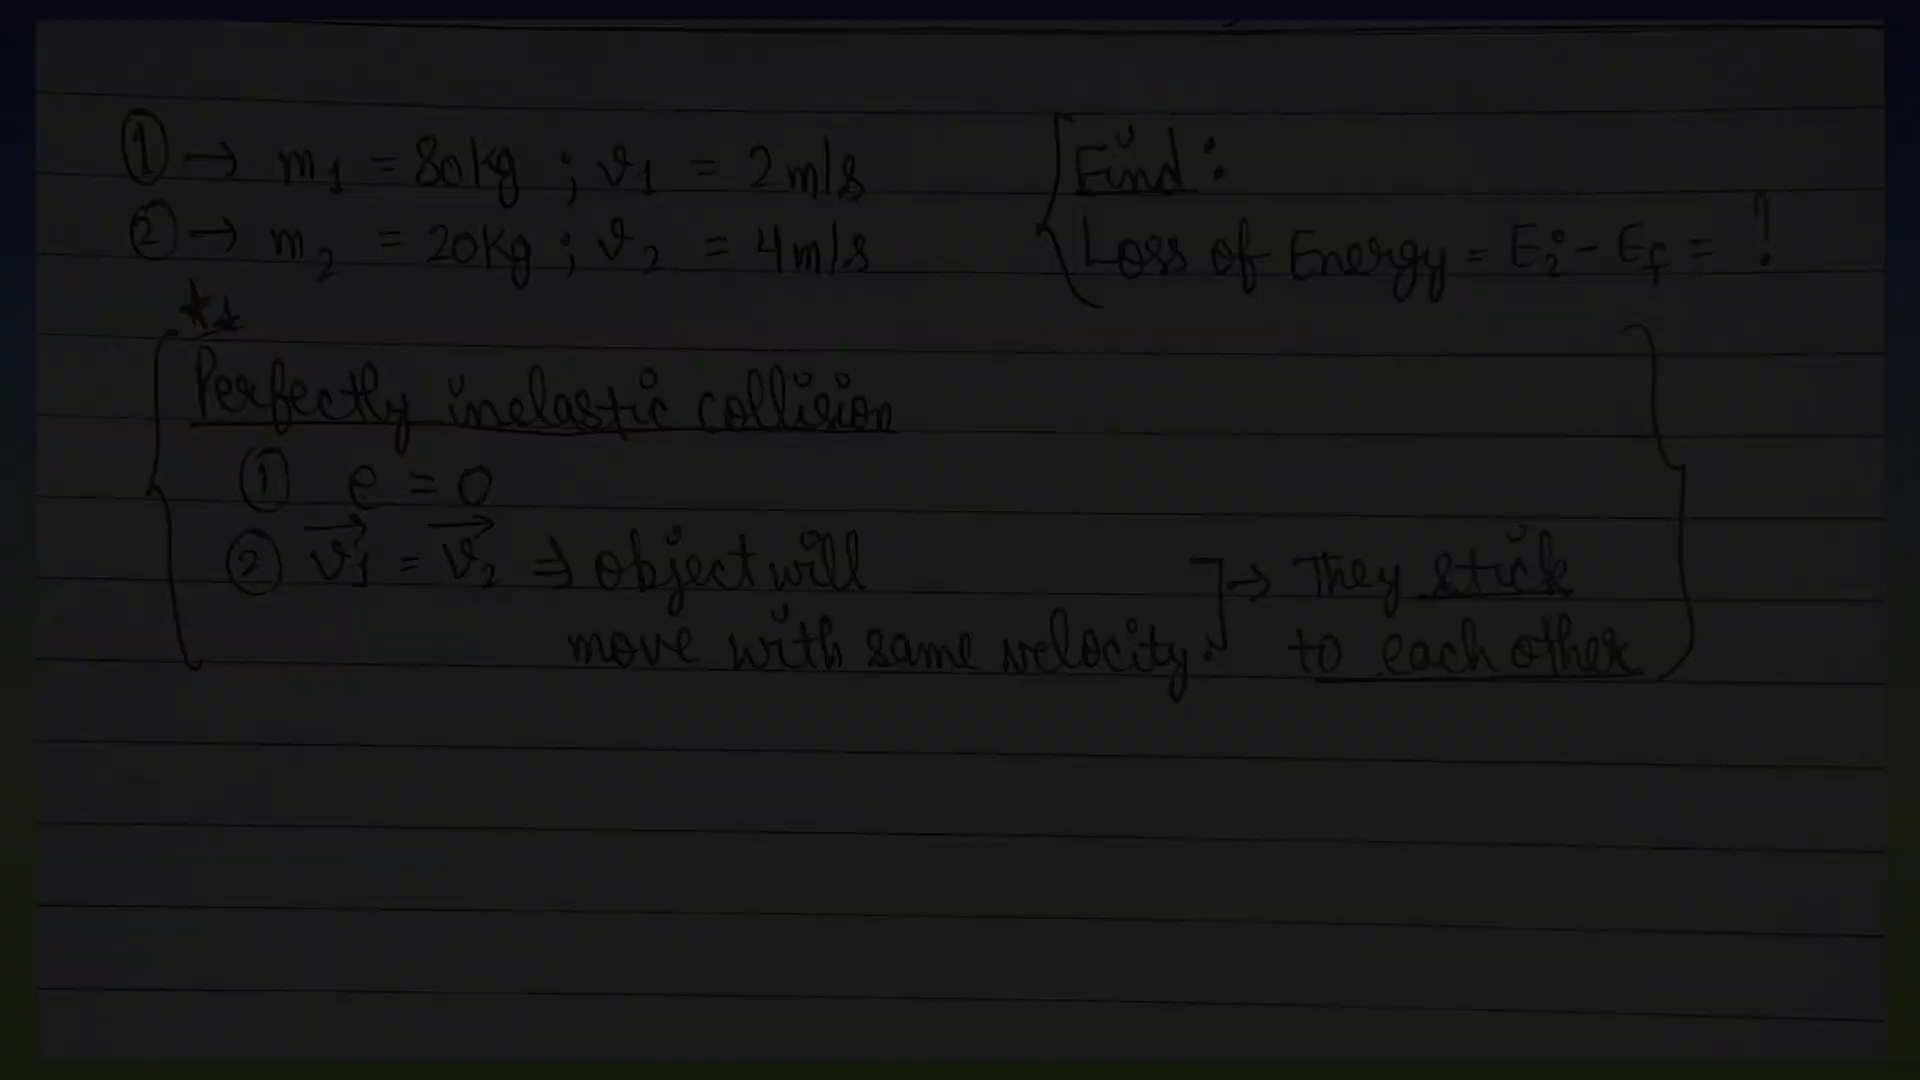 ① → m₁ = 80kg ; v₁ = 2m/s
② → m₂ = 20kg ; v₂ = 4m/s
Find:
Loss of Energy = Eᵢ - E_f = ?
Perfectly inelastic collision
① e = 0
② v₁ = v₂ ⇒ object will
move with same velocity.
→ They stick
to each other